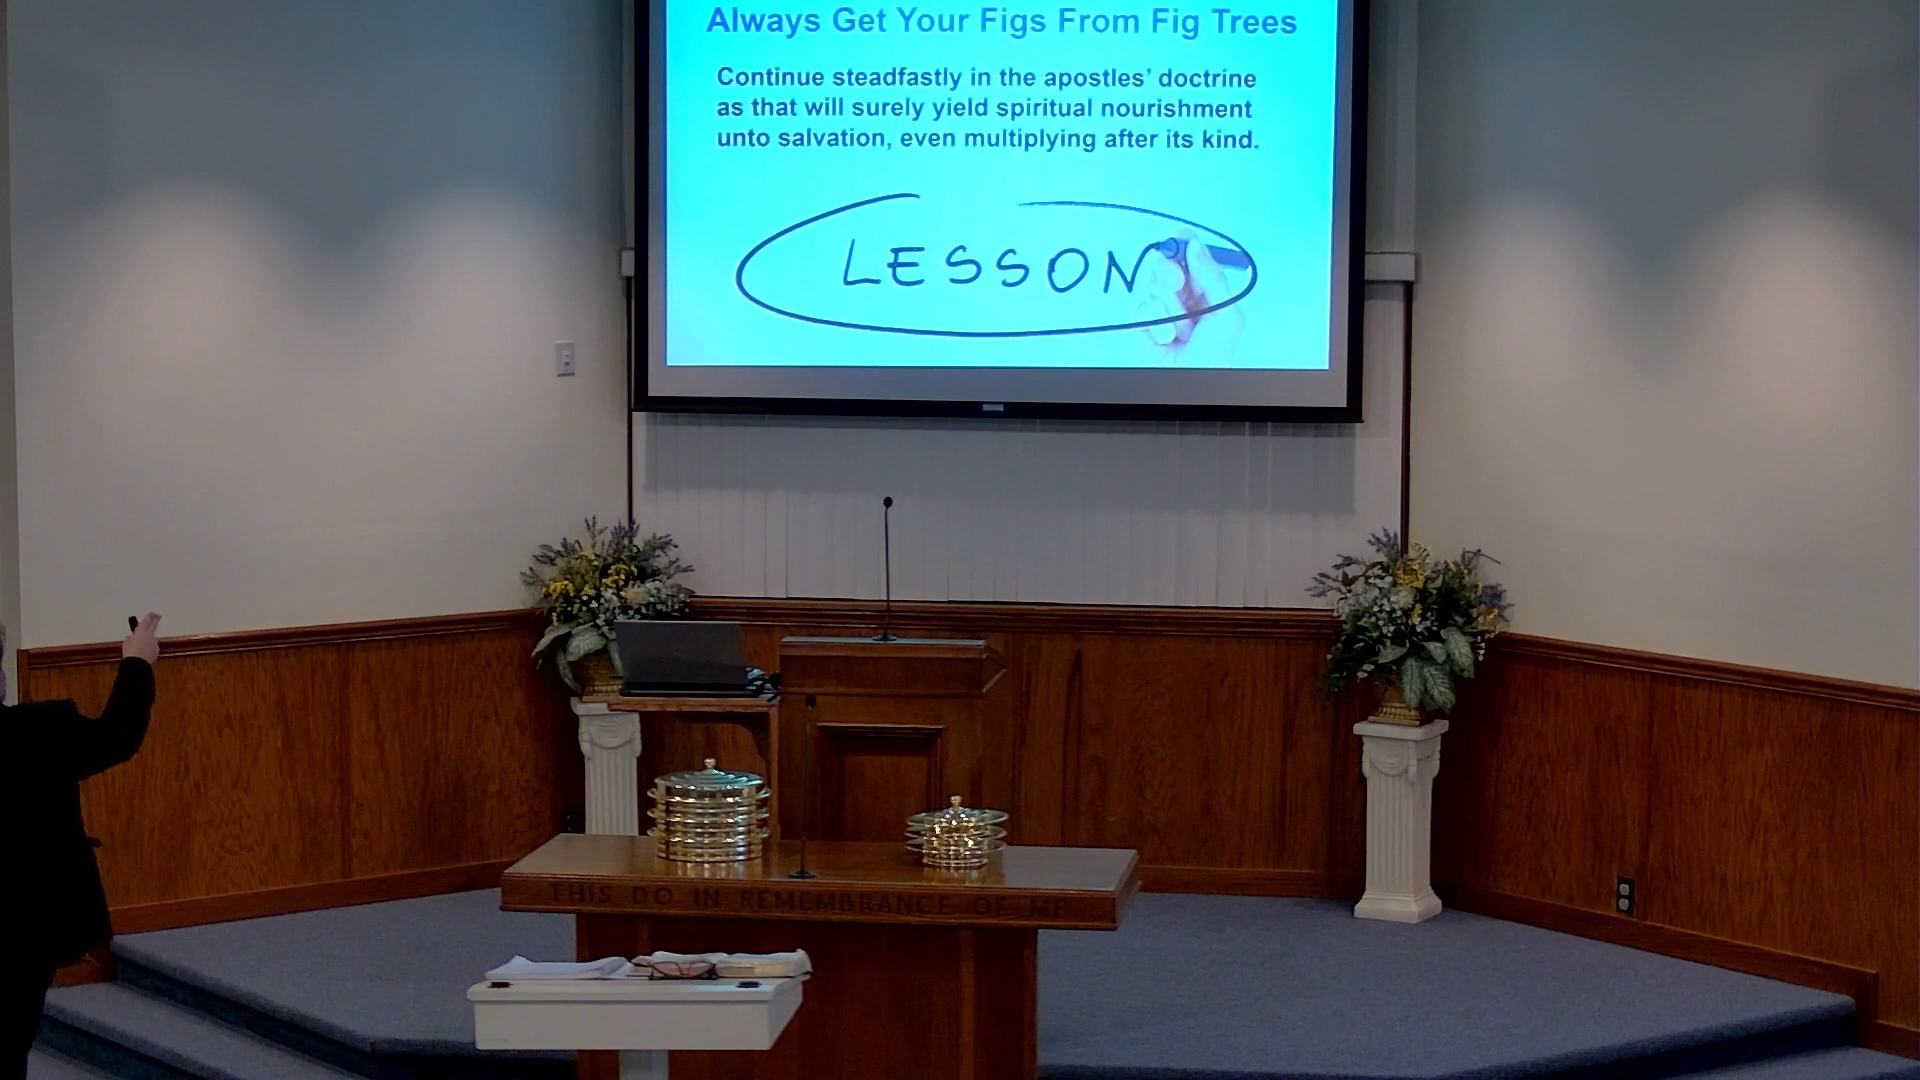 Always Get Your Figs From Fig Trees
Continue steadfastly in the apostles’ doctrine
as that will surely yield spiritual nourishment
unto salvation, even multiplying after its kind.
LESSON
THIS DO IN REMEMBRANCE OF ME